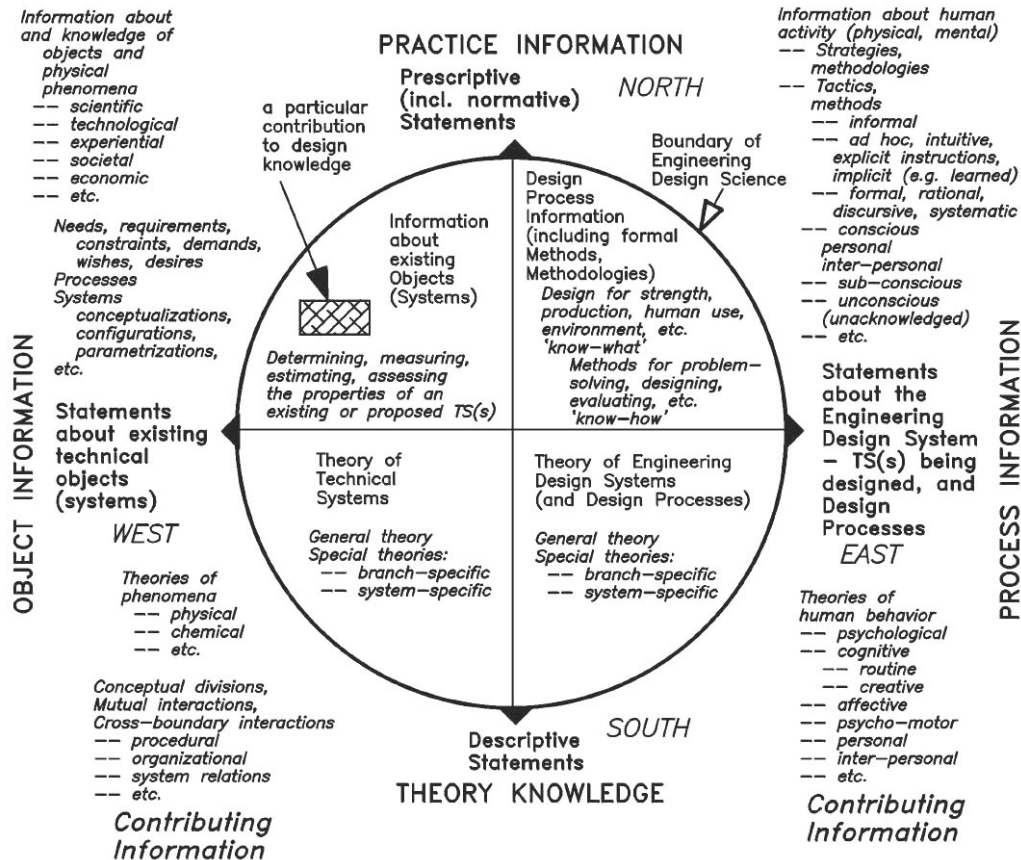 Information about
and knowledge of
objects and
physical
phenomena
-- scientific
-- technological
-- experiential
-- societal
-- economic
-- etc.
Needs, requirements,
constraints, demands,
wishes, desires
Processes
Systems
conceptualizations,
configurations,
parametrizations,
etc.
OBJECT INFORMATION
Statements
about existing
technical
objects
(systems)
WEST
Theories of
phenomena
-- physical
-- chemical
-- etc.
Conceptual divisions,
Mutual interactions,
Cross-boundary interactions
-- procedural
-- organizational
-- system relations
-- etc.
Contributing
Information
PRACTICE INFORMATION
Prescriptive
(incl. normative)
Statements
NORTH
a particular
contribution
to design
knowledge
Boundary of
Engineering
Design Science
Information
about
existing
Objects
(Systems)
Determining, measuring,
estimating, assessing
the properties of an
existing or proposed TS(s)
Design
Process
Information
(including formal
Methods,
Methodologies)
Design for strength,
production, human use,
environment, etc.
'know-what'
Methods for problem-
solving, designing,
evaluating, etc.
'know-how'
Theory of
Technical
Systems
General theory
Special theories:
-- branch-specific
-- system-specific
Theory of Engineering
Design Systems
(and Design Processes)
General theory
Special theories:
-- branch-specific
-- system-specific
SOUTH
Descriptive
Statements
THEORY KNOWLEDGE
Information about human
activity (physical, mental)
-- Strategies,
methodologies
-- Tactics,
methods
-- informal
-- ad hoc, intuitive,
explicit instructions,
implicit (e.g. learned)
-- formal, rational,
discursive, systematic
-- conscious
personal
inter-personal
-- sub-conscious
-- unconscious
(unacknowledged)
-- etc.
Statements
about the
Engineering
Design System
- TS(s) being
designed, and
Design
Processes
EAST
PROCESS INFORMATION
Theories of
human behavior
-- psychological
-- cognitive
-- routine
-- creative
-- affective
-- psycho-motor
-- personal
-- inter-personal
-- etc.
Contributing
Information